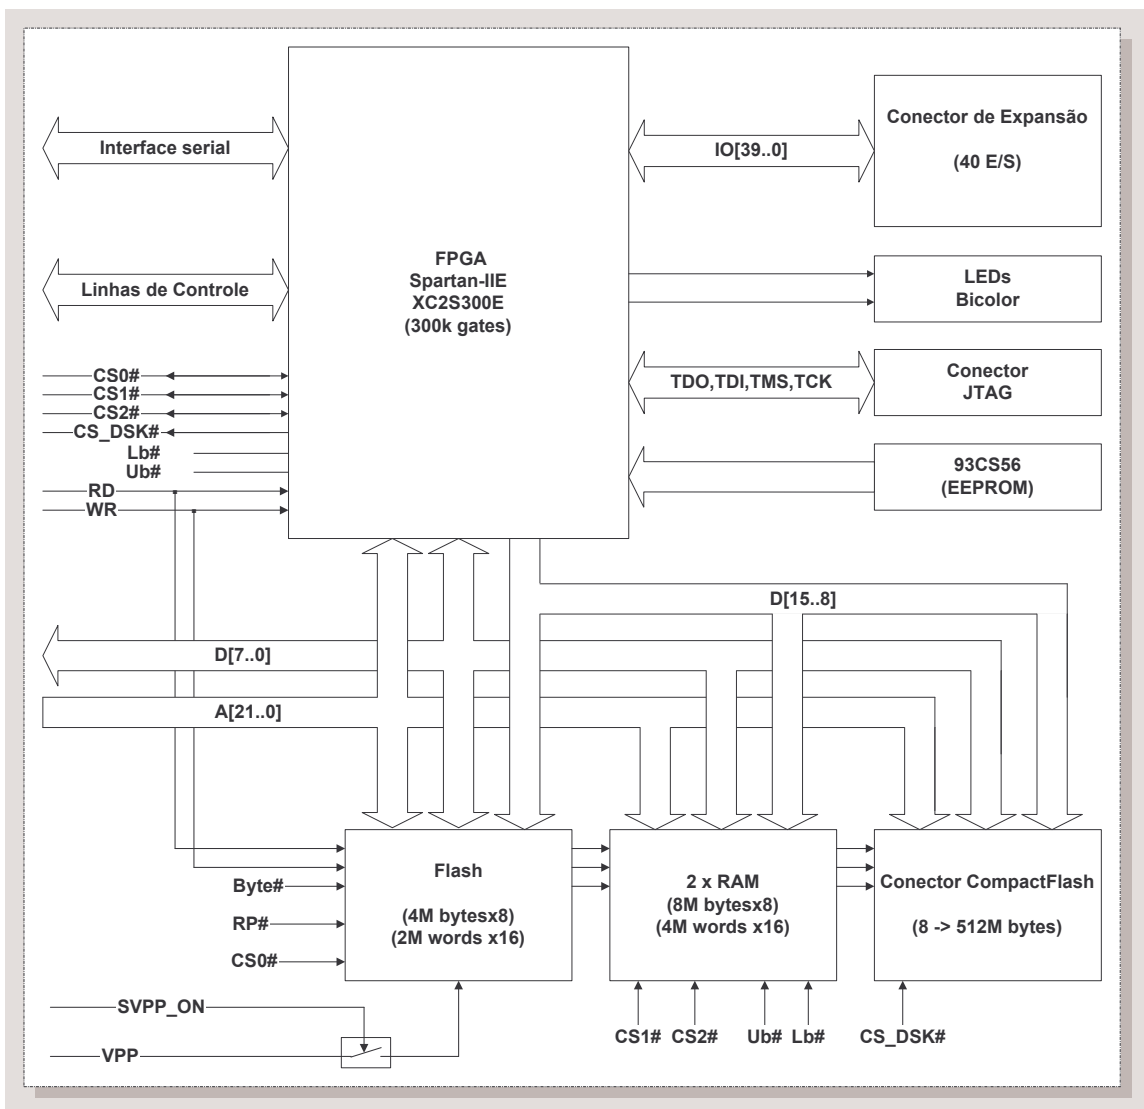 Interface serial
Linhas de Controle
CS0#
CS1#
CS2#
CS_DSK#
Lb#
Ub#
RD
WR
FPGA
Spartan-IIE
XC2S300E
(300k gates)
IO[39..0]
Conector de Expansão
(40 E/S)
LEDs
Bicolor
TDO,TDI,TMS,TCK
Conector
JTAG
93CS56
(EEPROM)
D[15..8]
D[7..0]
A[21..0]
Byte#
RP#
CS0#
Flash
(4M bytesx8)
(2M words x16)
2 x RAM
(8M bytesx8)
(4M words x16)
Conector CompactFlash
(8 -> 512M bytes)
SVPP_ON
VPP
CS1#
CS2#
Ub#
Lb#
CS_DSK#